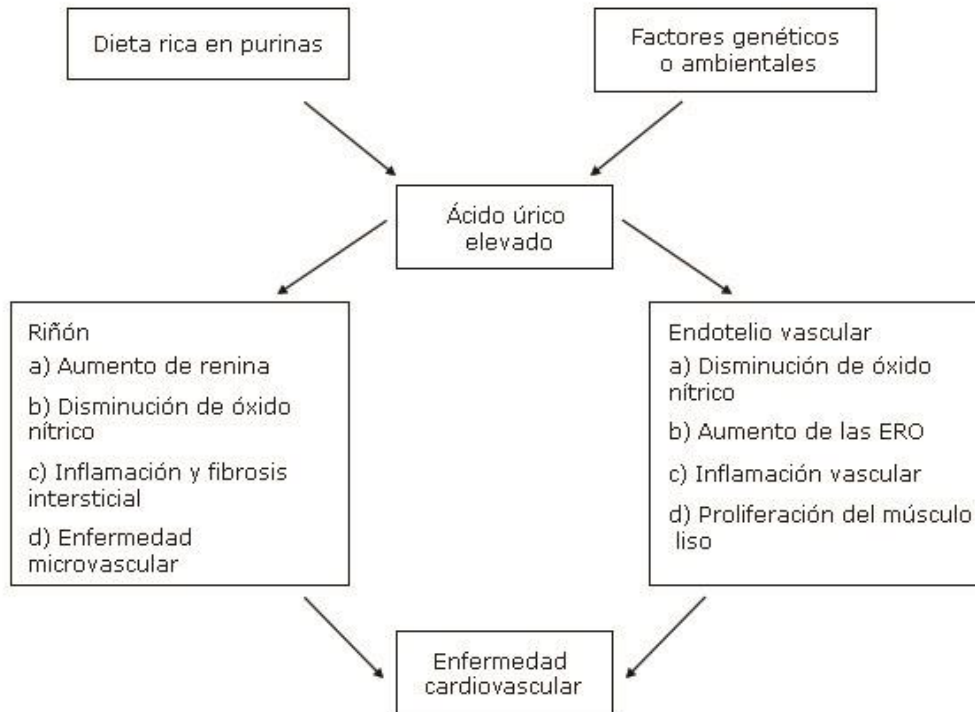 Dieta rica en purinas
Factores genéticos
o ambientales
Ácido úrico
elevado
Riñón
a) Aumento de renina
b) Disminución de óxido
nítrico
c) Inflamación y fibrosis
intersticial
d) Enfermedad
microvascular
Endotelio vascular
a) Disminución de óxido
nítrico
b) Aumento de las ERO
c) Inflamación vascular
d) Proliferación del músculo
liso
Enfermedad
cardiovascular